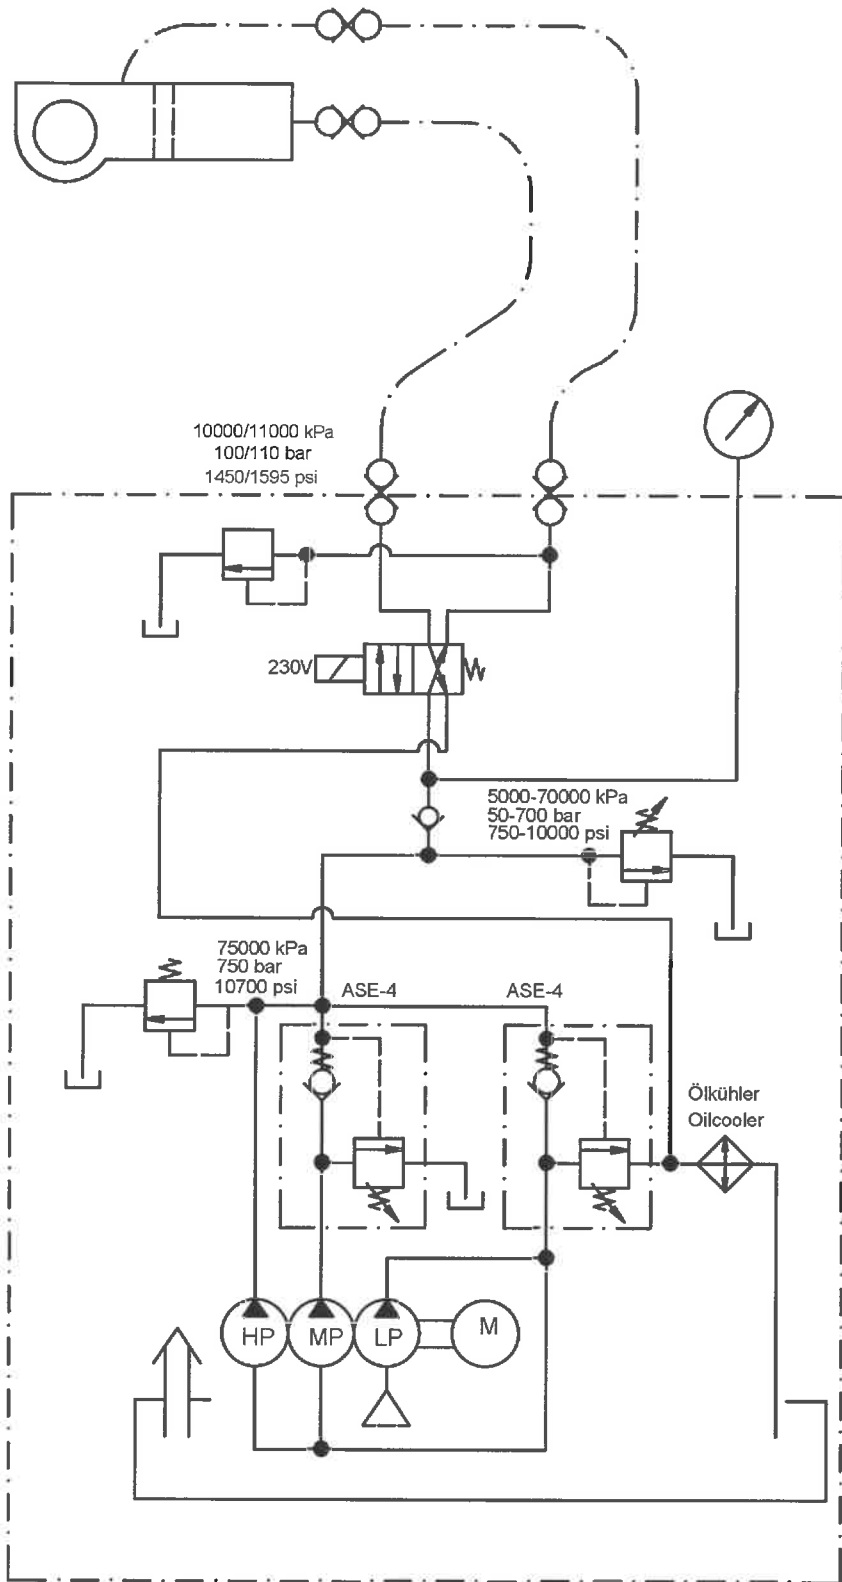 10000/11000 kPa
100/110 bar
1450/1595 psi
230V
5000-70000 kPa
50-700 bar
750-10000 psi
75000 kPa
750 bar
10700 psi
ASE-4
ASE-4
Ölkühler
Oilcooler
HP
MP
LP
M